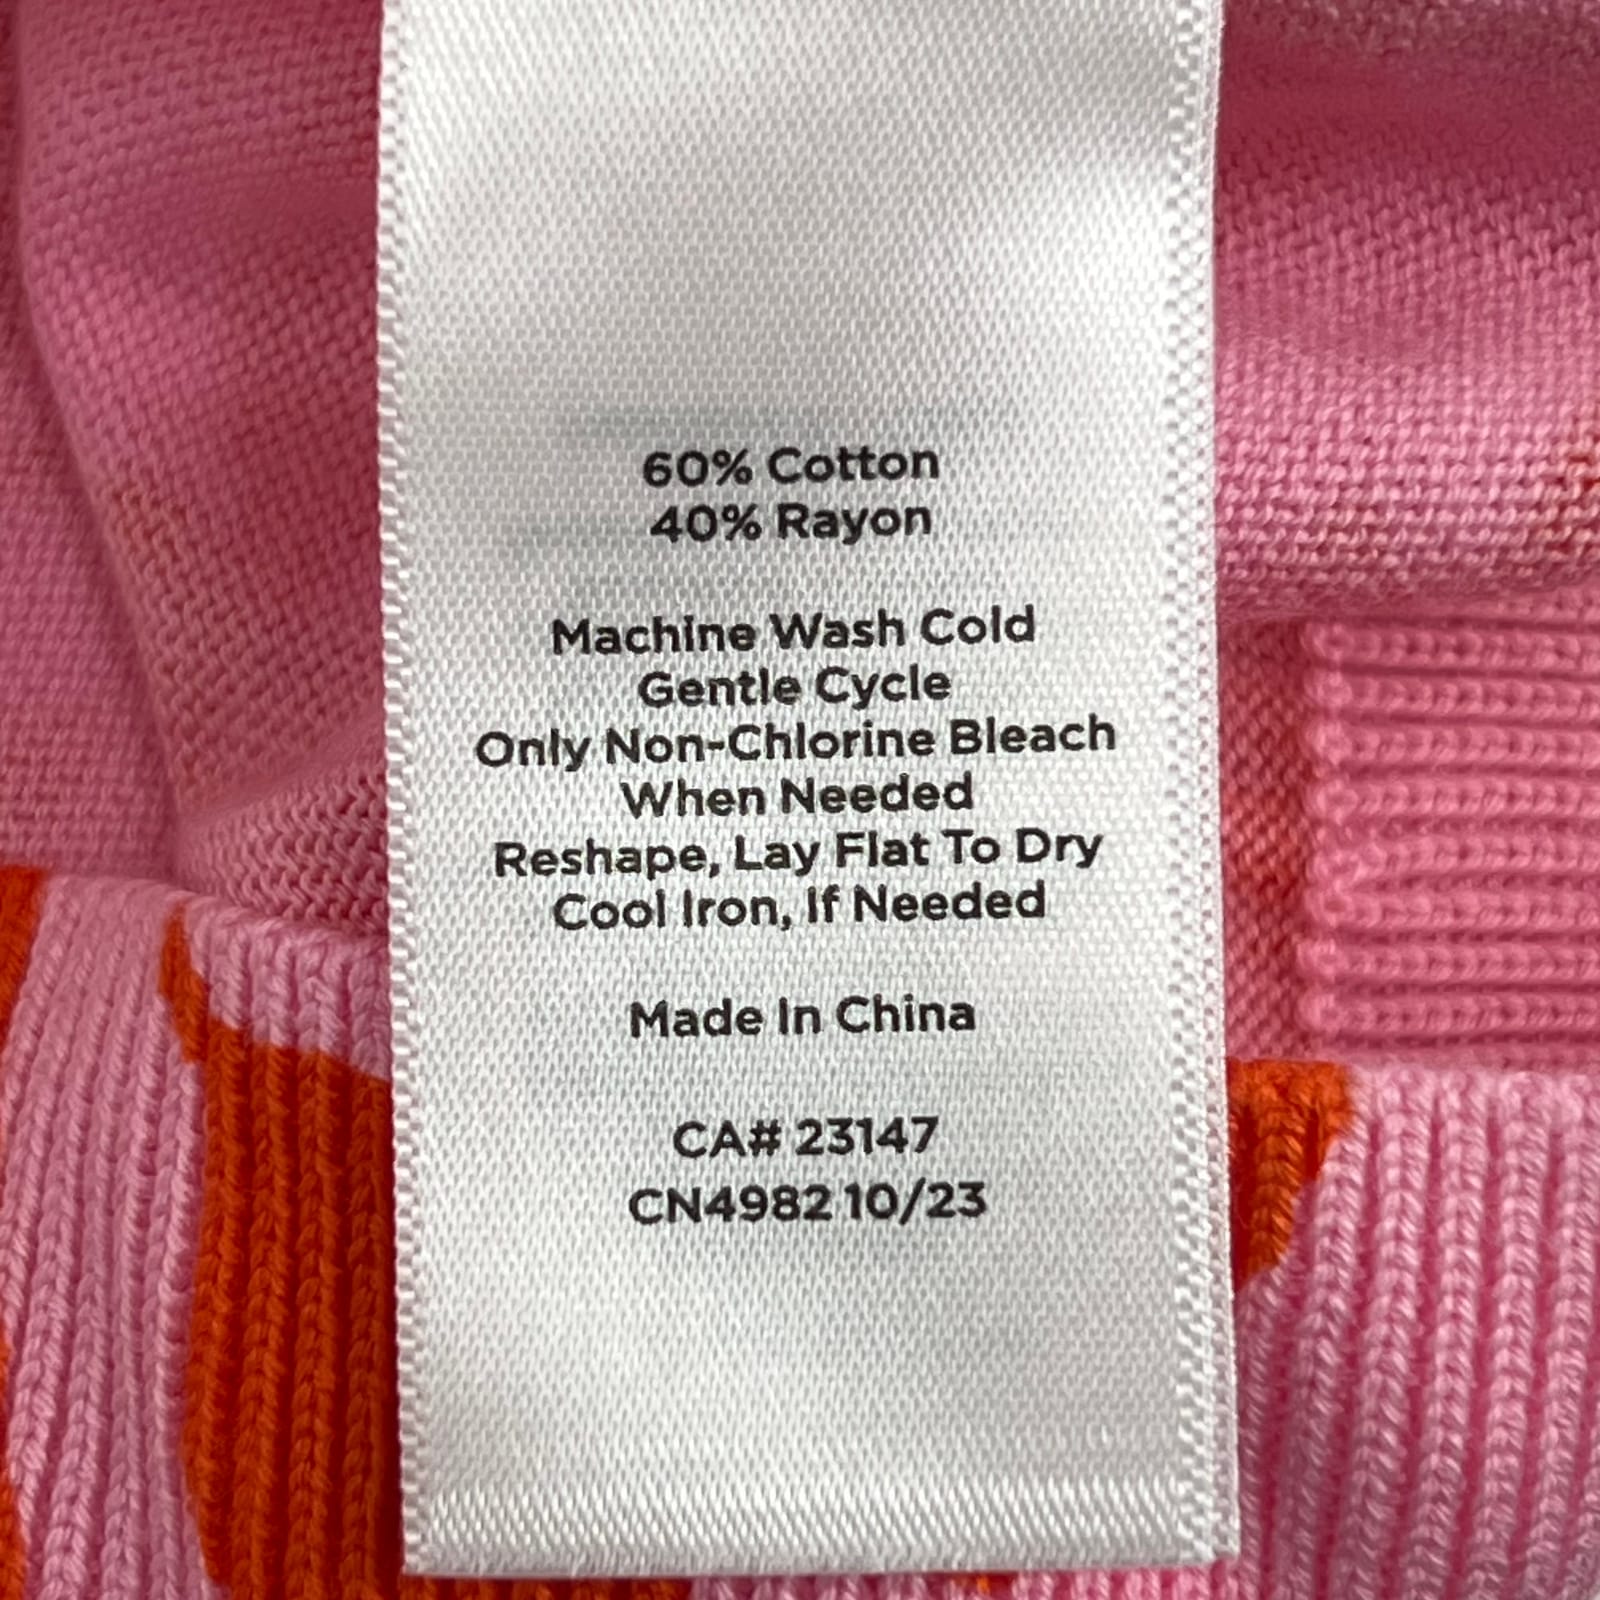 60% Cotton
40% Rayon
Machine Wash Cold
Gentle Cycle
Only Non-Chlorine Bleach
When Needed
Reshape, Lay Flat To Dry
Cool Iron, If Needed
Made In China
CA# 23147
CN4982 10/23